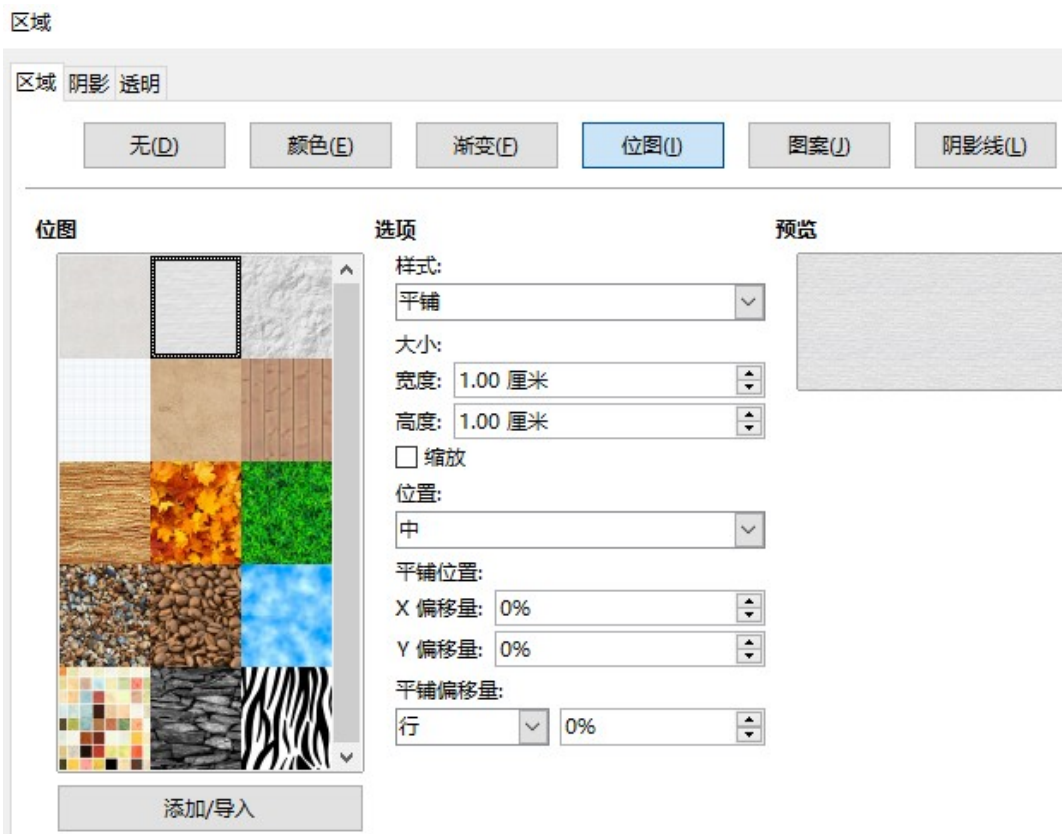 区域
区域 阴影 透明
无(D) 颜色(E) 渐变(F) 位图(I) 图案(J) 阴影线(L)
位图 选项 预览
样式:
平铺
大小:
宽度: 1.00 厘米
高度: 1.00 厘米
缩放
位置:
中
平铺位置:
X 偏移量: 0%
Y 偏移量: 0%
平铺偏移量:
行 0%
添加/导入